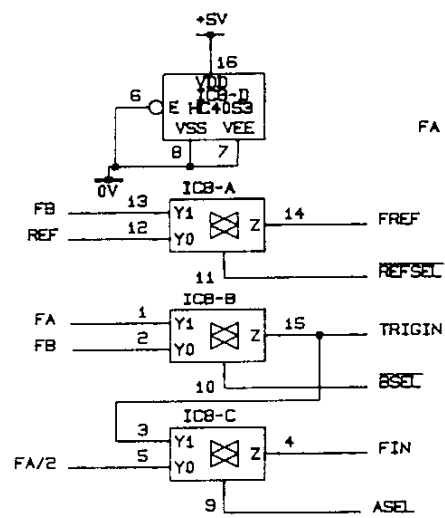 +5V
16
VDD
IC8-D
6
E HC4053
VSS VEE
FA
8 7
0V
IC8-A
FB 13 Y1 Z 14 FREF
REF 12 Y0
11 REFSEL
IC8-B
FA 1 Y1 Z 15 TRIGIN
FB 2 Y0
10 BSEL
IC8-C
3 Y1 Z 4 FIN
FA/2 5 Y0
9 ASEL